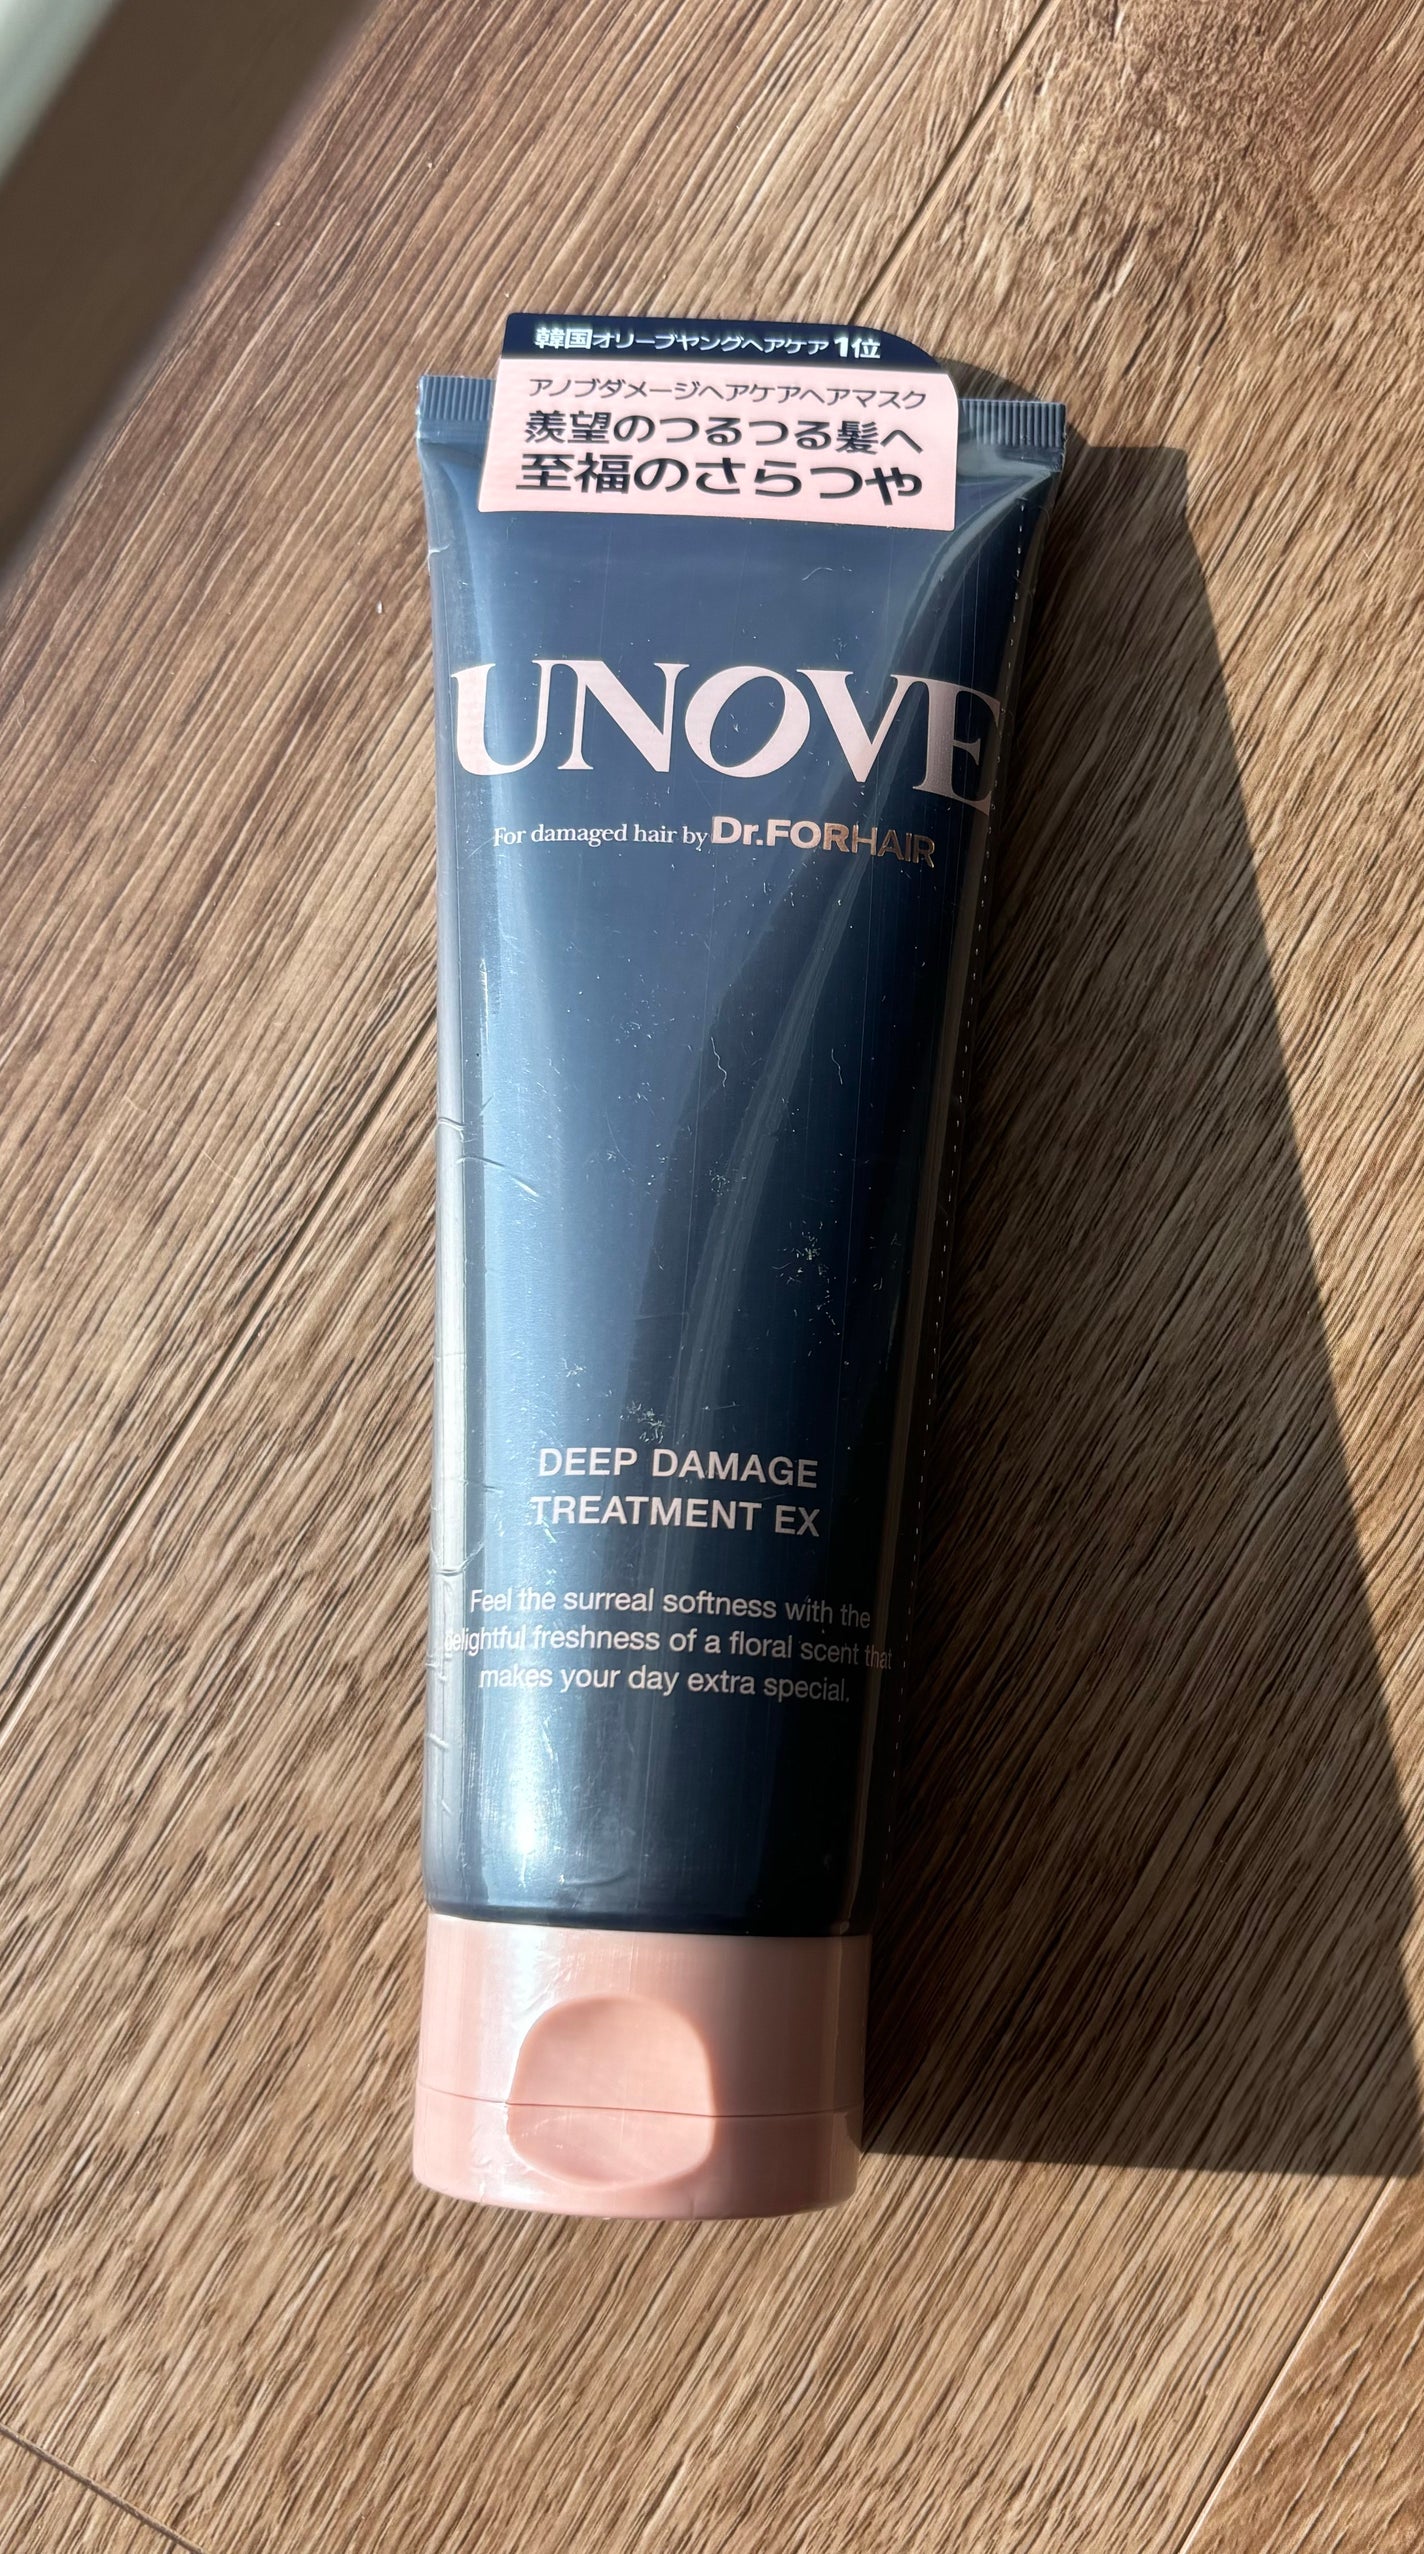 韓国オリーブヤングヘアケア1位
アノブダメージヘアケアヘアマスク
羨望のつるつる髪へ
至福のさらつや
UNOVE
For damaged hair by Dr.FORHAIR
DEEP DAMAGE
TREATMENT EX
Feel the surreal softness with the
delightful freshness of a floral scent that
makes your day extra special.